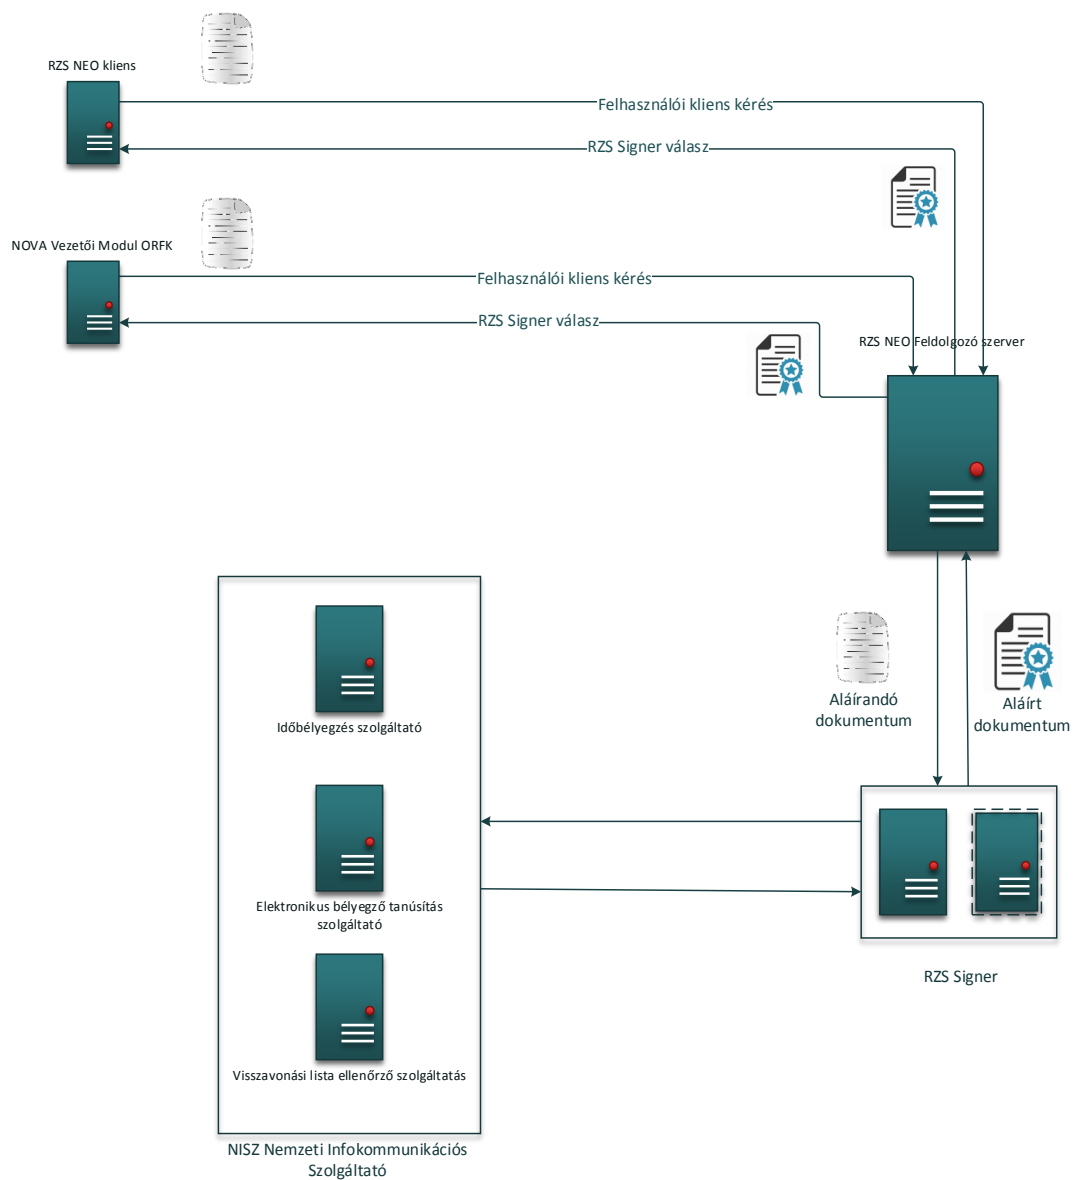 RZS NEO kliens
Felhasználói kliens kérés
RZS Signer válasz
NOVA Vezetői Modul ORFK
Felhasználói kliens kérés
RZS Signer válasz
RZS NEO Feldolgozó szerver
Aláírandó
dokumentum
Aláírt
dokumentum
Időbélyegzés szolgáltató
Elektronikus bélyegző tanúsítás
szolgáltató
RZS Signer
Visszavonási lista ellenőrző szolgáltatás
NISZ Nemzeti Infokommunikációs
Szolgáltató